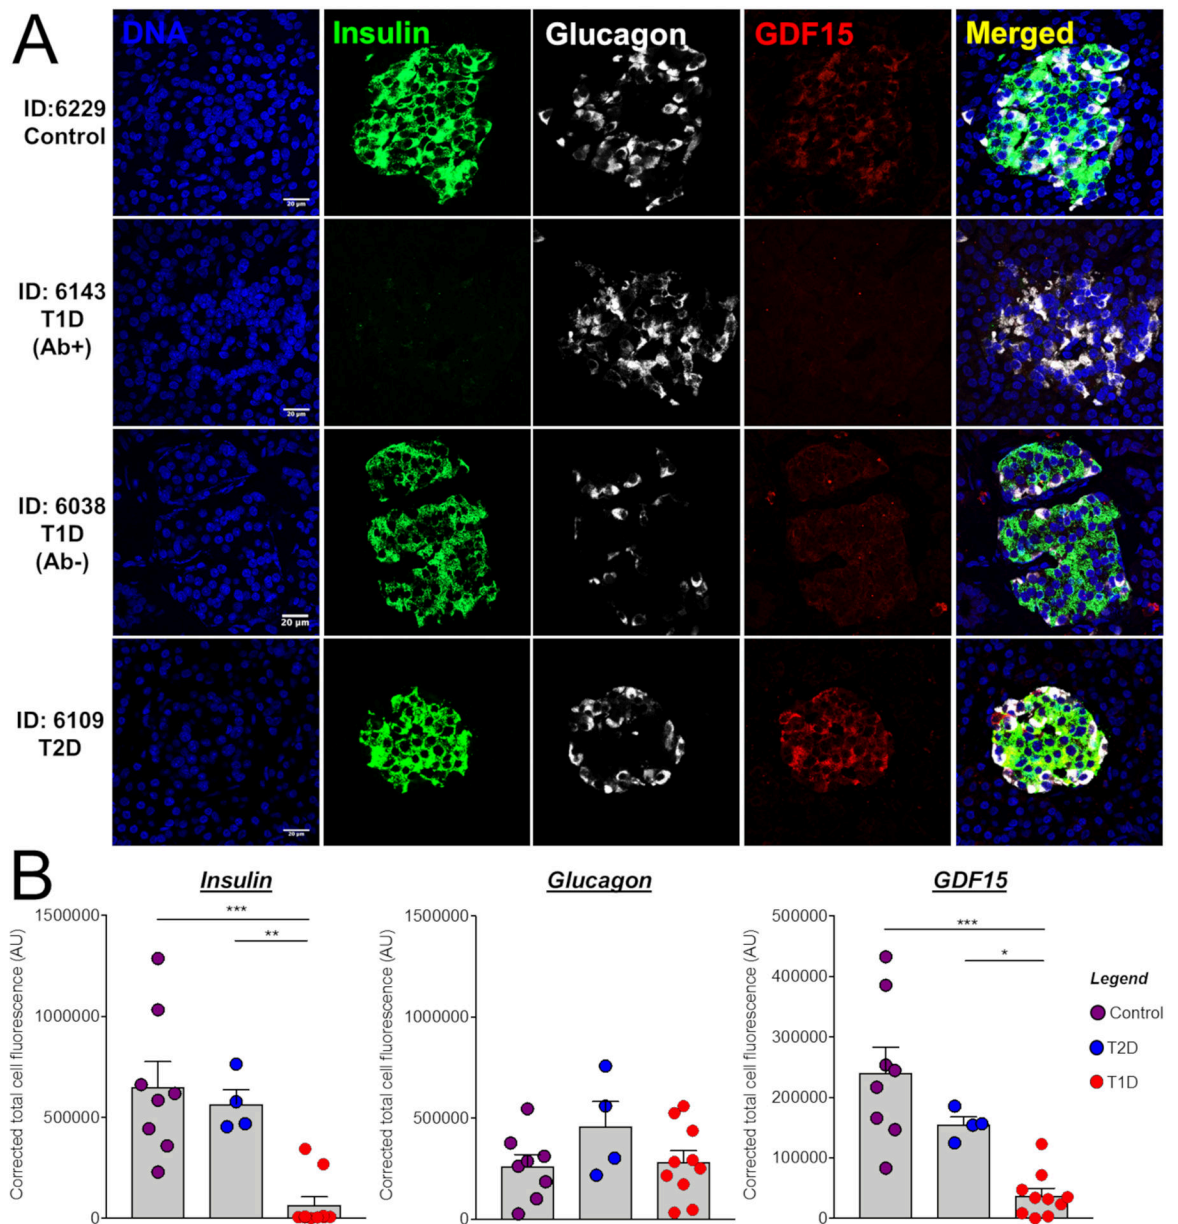 A
DNA
Insulin
Glucagon
GDF15
Merged
ID:6229
Control
20 µm
ID: 6143
T1D
(Ab+)
20 µm
ID: 6038
T1D
(Ab-)
20 µm
ID: 6109
T2D
20 µm
B
Insulin
Corrected total cell fluorescence (AU)
1500000
1000000
500000
0
***
**
Glucagon
Corrected total cell fluorescence (AU)
1500000
1000000
500000
0
GDF15
Corrected total cell fluorescence (AU)
500000
400000
300000
200000
100000
0
***
*
Legend
Control
T2D
T1D